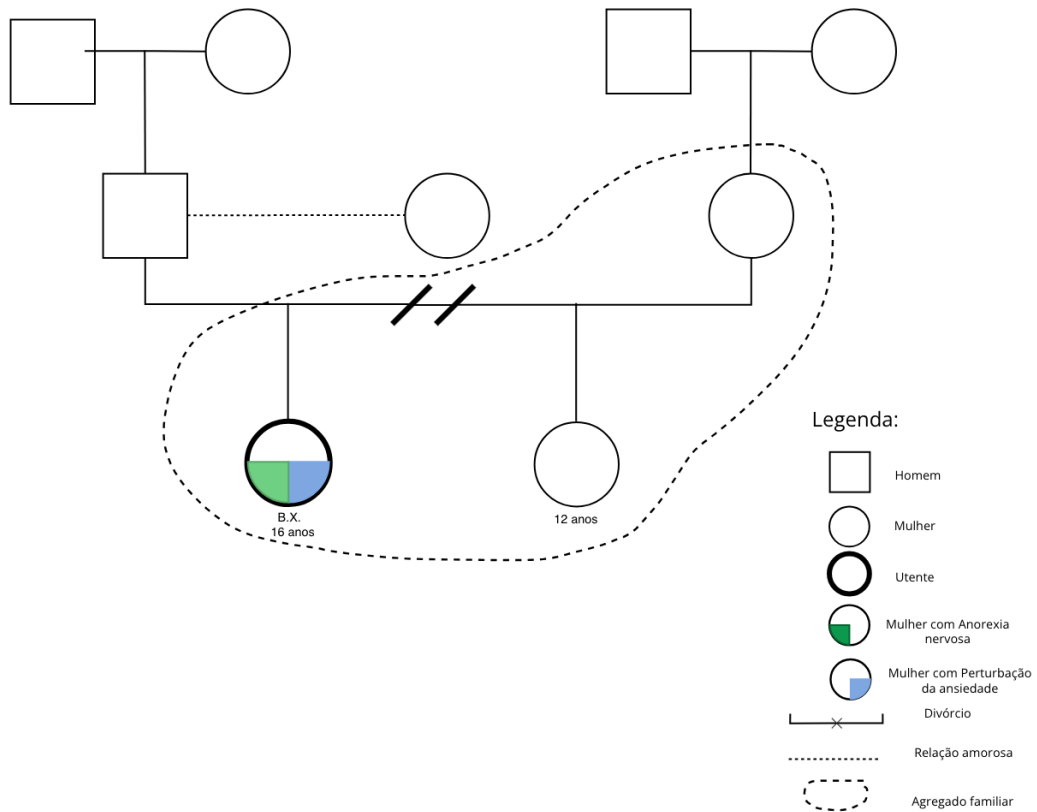 B.X.
16 anos
12 anos
Legenda:
Homem
Mulher
Utente
Mulher com Anorexia
nervosa
Mulher com Perturbação
da ansiedade
Divórcio
Relação amorosa
Agregado familiar